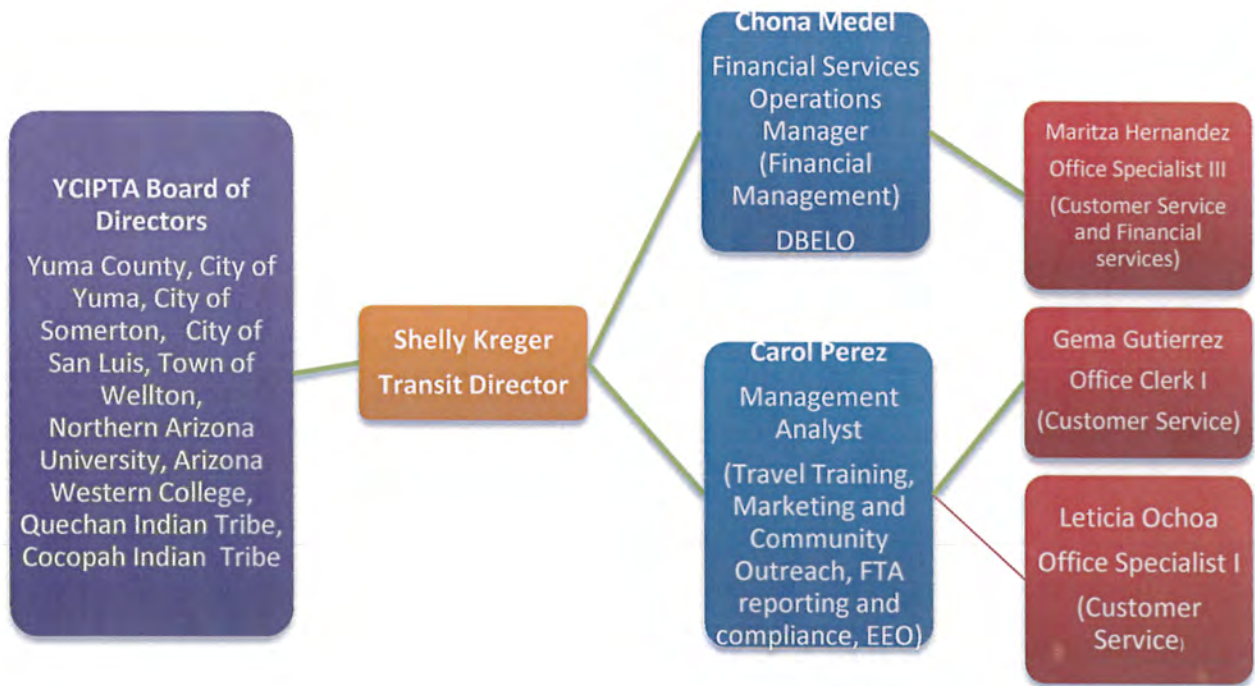 YCIPTA Board of
Directors
Yuma County, City of
Yuma, City of
Somerton, City of
San Luis, Town of
Wellton,
Northern Arizona
University, Arizona
Western College,
Quechan Indian Tribe,
Cocopah Indian Tribe
Shelly Kreger
Transit Director
Chona Medel
Financial Services
Operations
Manager
(Financial
Management)
DBELO
Maritza Hernandez
Office Specialist III
(Customer Service
and Financial
services)
Carol Perez
Management
Analyst
(Travel Training,
Marketing and
Community
Outreach, FTA
reporting and
compliance, EEO)
Gema Gutierrez
Office Clerk I
(Customer Service)
Leticia Ochoa
Office Specialist I
(Customer
Service)